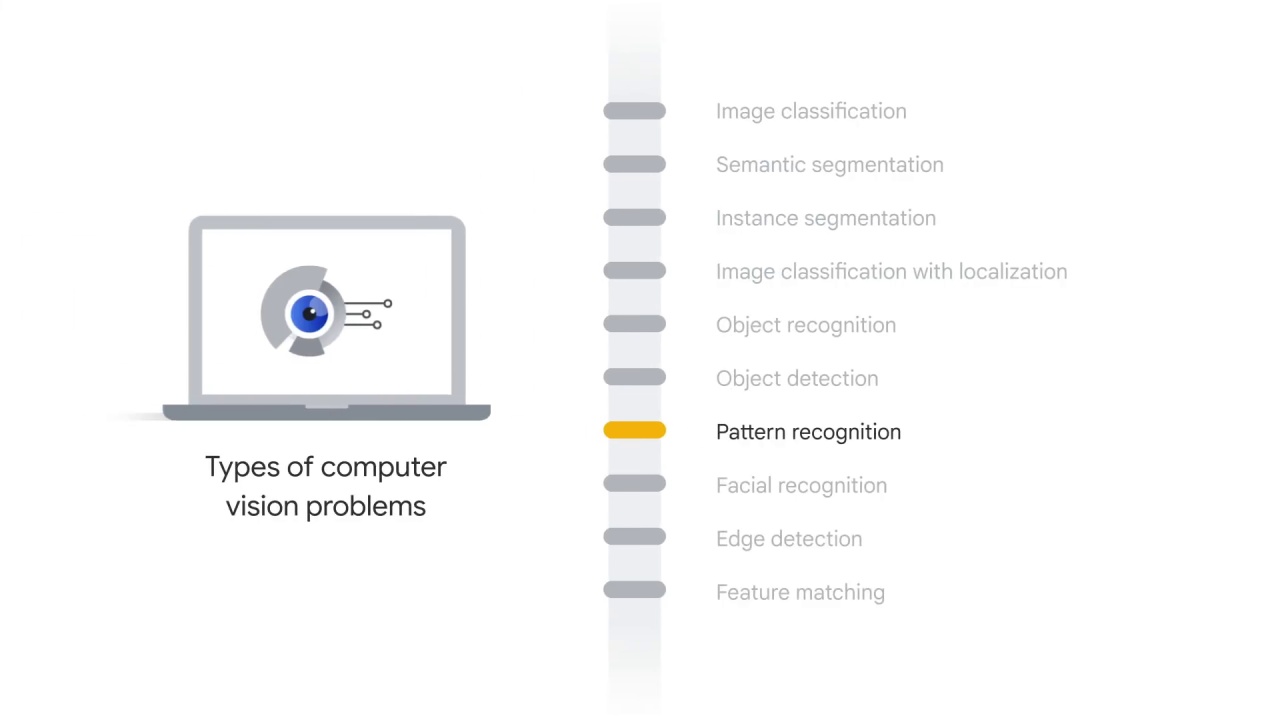 Types of computer
vision problems
Image classification
Semantic segmentation
Instance segmentation
Image classification with localization
Object recognition
Object detection
Pattern recognition
Facial recognition
Edge detection
Feature matching